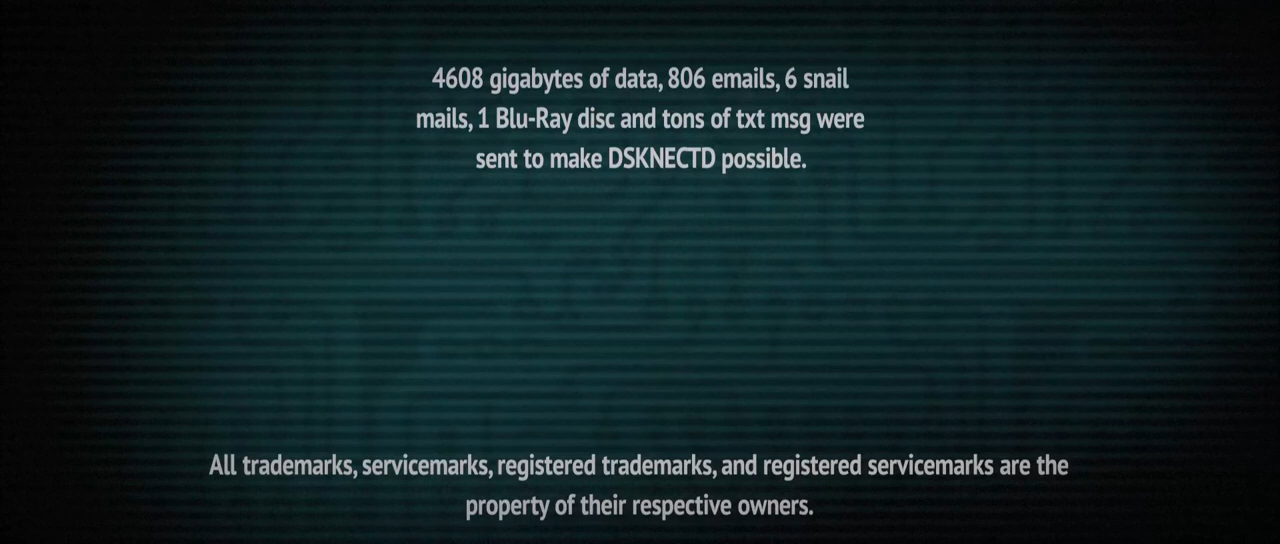 4608 gigabytes of data, 806 emails, 6 snail
mails, 1 Blu-Ray disc and tons of txt msg were
sent to make DSKNECTD possible.
All trademarks, servicemarks, registered trademarks, and registered servicemarks are the
property of their respective owners.